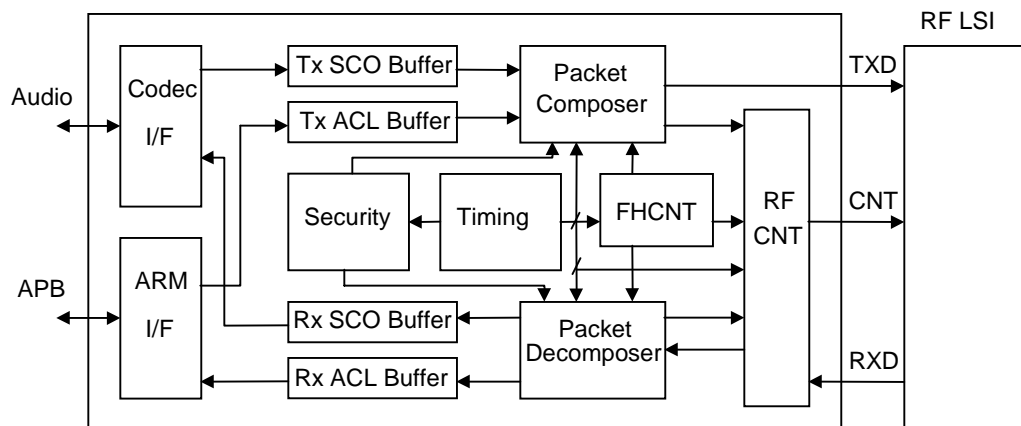 RF LSI
Tx SCO Buffer
Packet
Composer
TXD
Audio
Codec
I/F
Tx ACL Buffer
Security
Timing
FHCNT
RF
CNT
CNT
APB
ARM
I/F
Rx SCO Buffer
Packet
Decomposer
RXD
Rx ACL Buffer